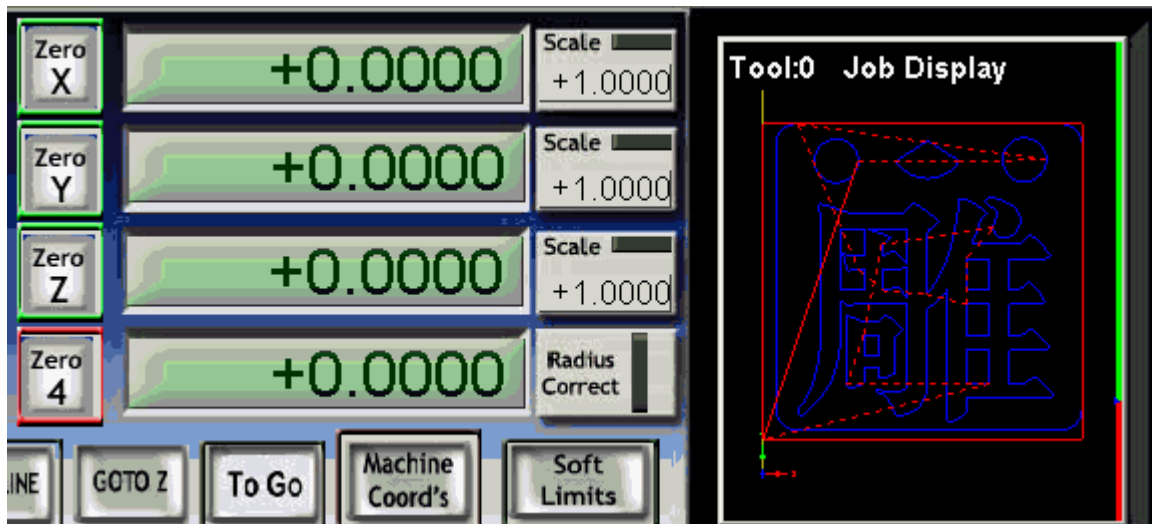 Zero
X
+0.0000
Scale
+1.0000
Zero
Y
+0.0000
Scale
+1.0000
Zero
Z
+0.0000
Scale
+1.0000
Zero
4
+0.0000
Radius
Correct
INE
GOTO Z
To Go
Machine
Coord's
Soft
Limits
Tool:0 Job Display
雕